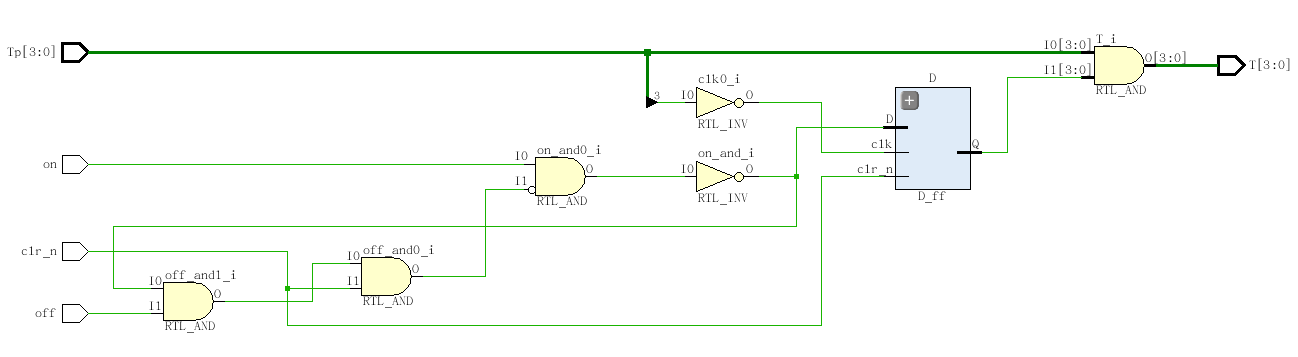 T_i
I0[3:0]
Tp[3:0]
O[3:0]
T[3:0]
I1[3:0]
RTL_AND
clk0_i
D
3
I0
O
RTL_INV
D
on_and0_i
on_and_i
clk
Q
I0
on
O
I0
O
clr_n
I1
RTL_INV
RTL_AND
D_ff
clr_n
off_and0_i
I0
O
off_and1_i
I0
I1
O
RTL_AND
I1
off
RTL_AND